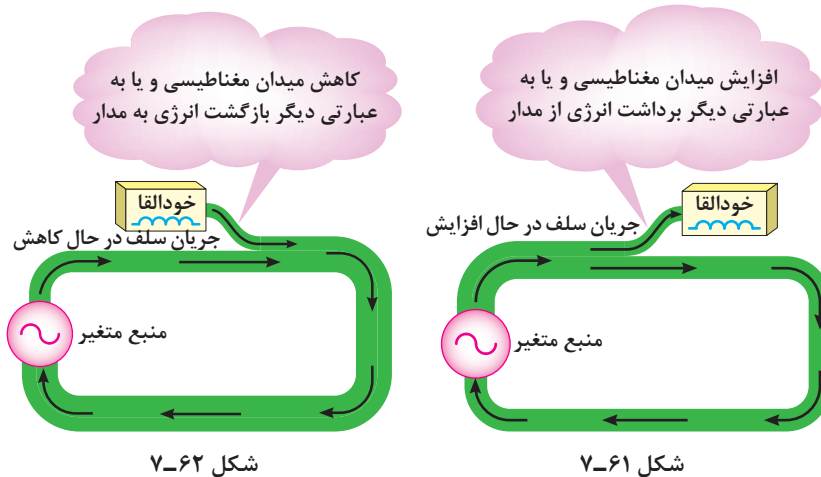 افزایش میدان مغناطیسی و یا به
عبارتی دیگر برداشت انرژی از مدار
خودالقا
جریان سلف در حال افزایش
منبع متغیر
شکل ۶۱ــ۷
کاهش میدان مغناطیسی و یا به
عبارتی دیگر بازگشت انرژی به مدار
خودالقا
جریان سلف در حال کاهش
منبع متغیر
شکل ۶۲ــ۷